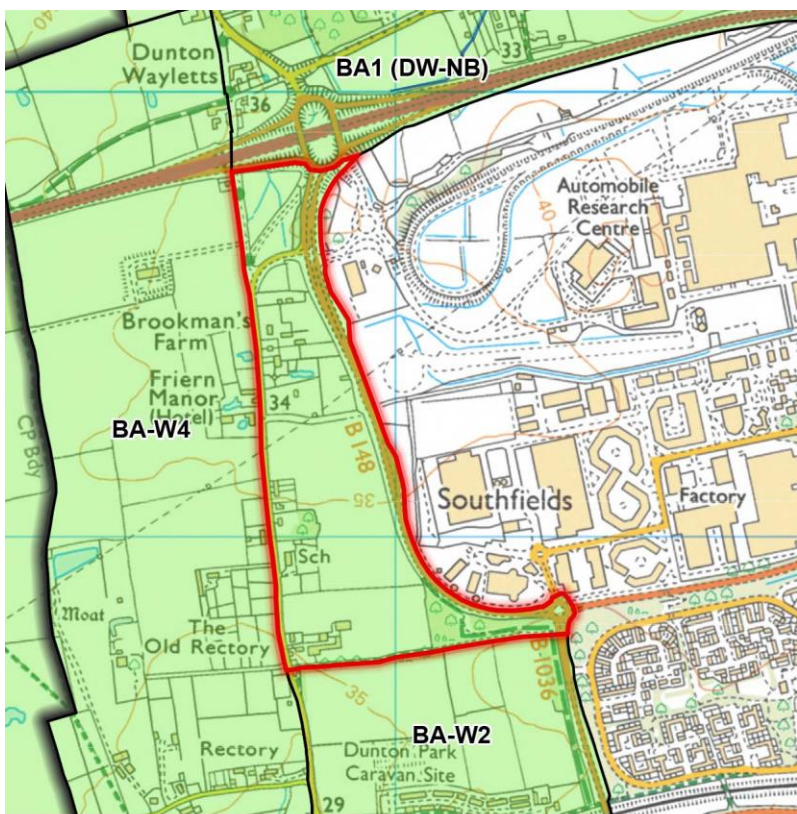 Dunton
Wayletts
BA1 (DW-NB)
33
36
Automobile
Research
Centre
40
Brookman's
Farm
Friern
Manor
(Hotel)
34
CP Bdy
BA-W4
B 148
35
Southfields
Factory
Sch
Moat
The
Old Rectory
B 1036
35
BA-W2
Rectory
Dunton Park
Caravan Site
29